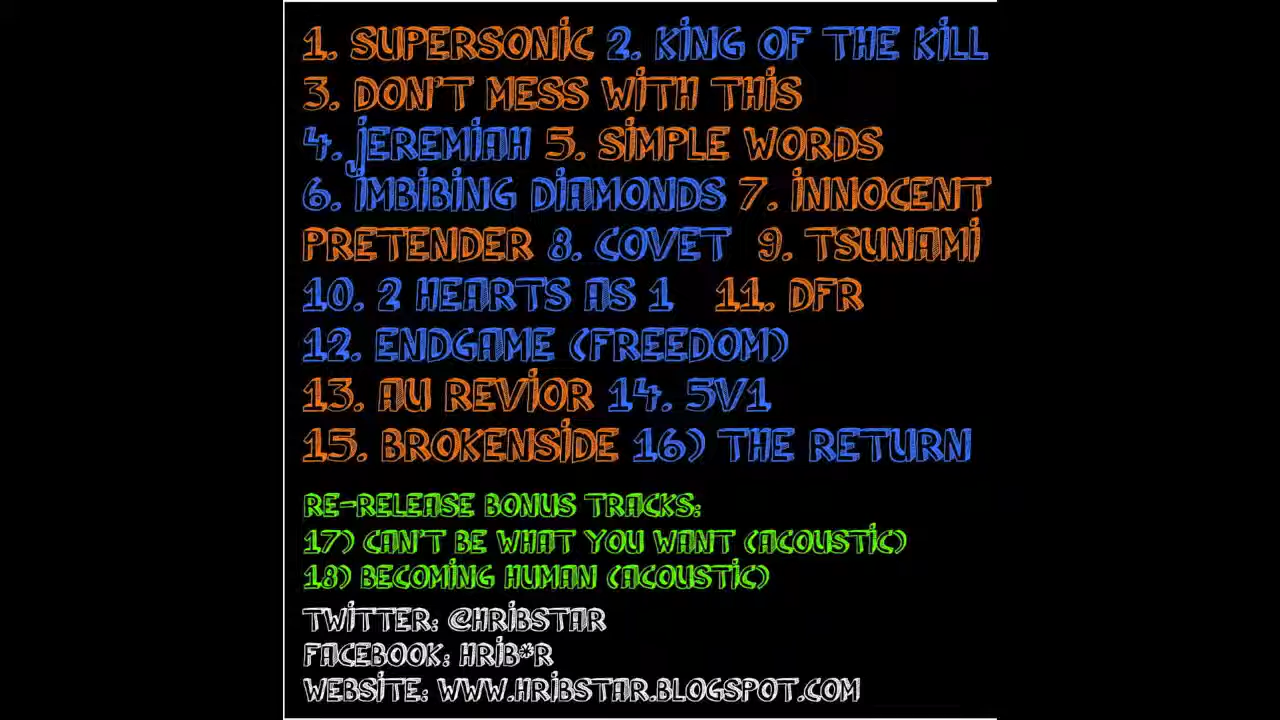 1. SUPERSONIC 2. KING OF THE KILL
3. DON'T MESS WITH THIS
4. JEREMIAH 5. SIMPLE WORDS
6. IMBIBING DIAMONDS 7. INNOCENT
PRETENDER 8. COVET 9. TSUNAMI
10. 2 HEARTS AS 1 11. DFR
12. ENDGAME (FREEDOM)
13. AU REVIOR 14. 5V1
15. BROKENSIDE 16) THE RETURN
RE-RELEASE BONUS TRACKS:
17) CAN'T BE WHAT YOU WANT (ACOUSTIC)
18) BECOMING HUMAN (ACOUSTIC)
TWITTER: @HRIBSTAR
FACEBOOK: HRIB*R
WEBSITE: WWW.HRIBSTAR.BLOGSPOT.COM